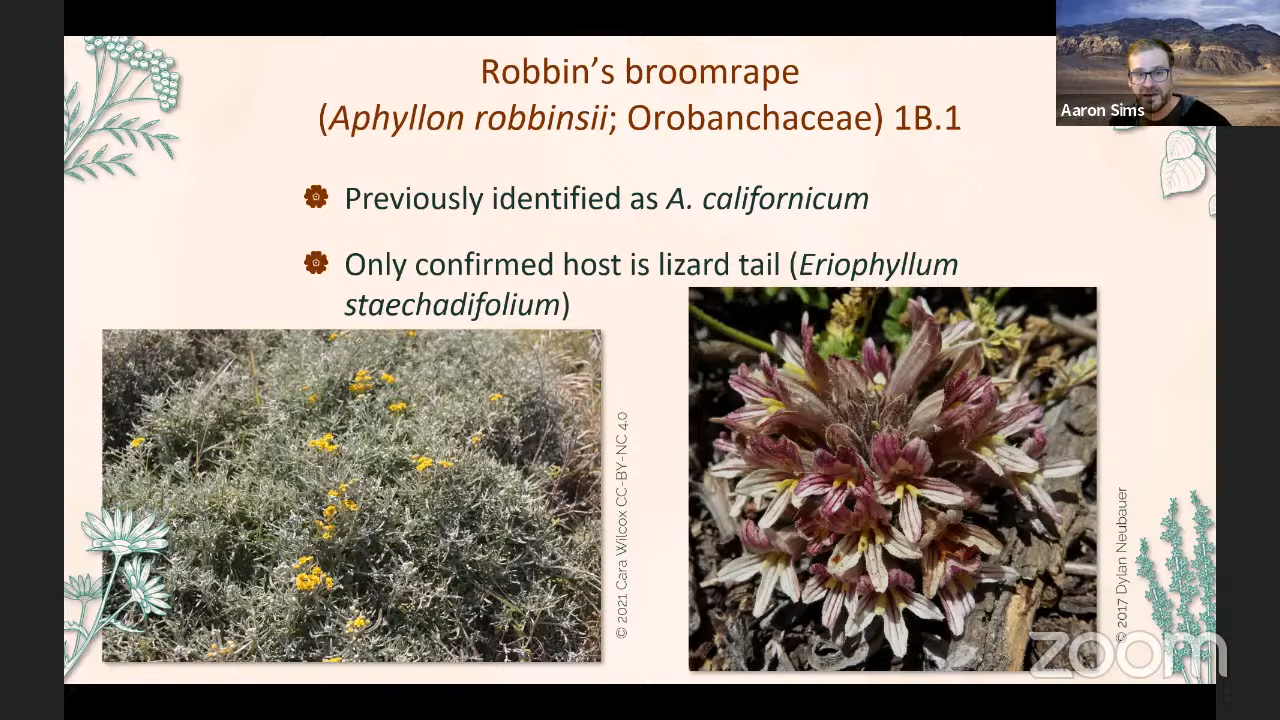 Robbin’s broomrape
(Aphyllon robbinsii; Orobanchaceae) 1B.1
Aaron Sims
Previously identified as A. californicum
Only confirmed host is lizard tail (Eriophyllum
staechadifolium)
© 2021 Cara Wilcox CC-BY-NC 4.0
© 2017 Dylan Neubauer
zoom